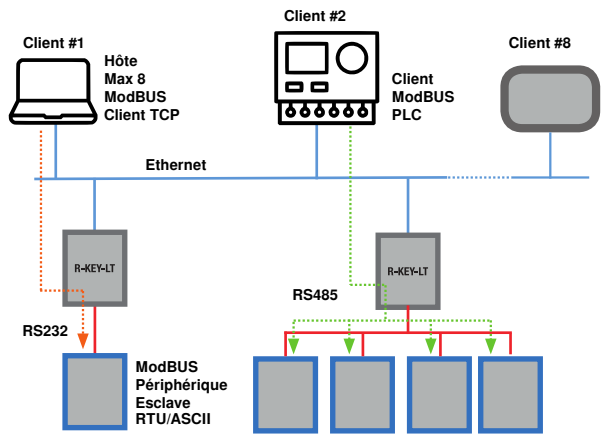 Client #1
Hôte
Max 8
ModBUS
Client TCP
Client #2
Client
ModBUS
PLC
Client #8
Ethernet
R-KEY-LT
R-KEY-LT
RS232
RS485
ModBUS
Périphérique
Esclave
RTU/ASCII